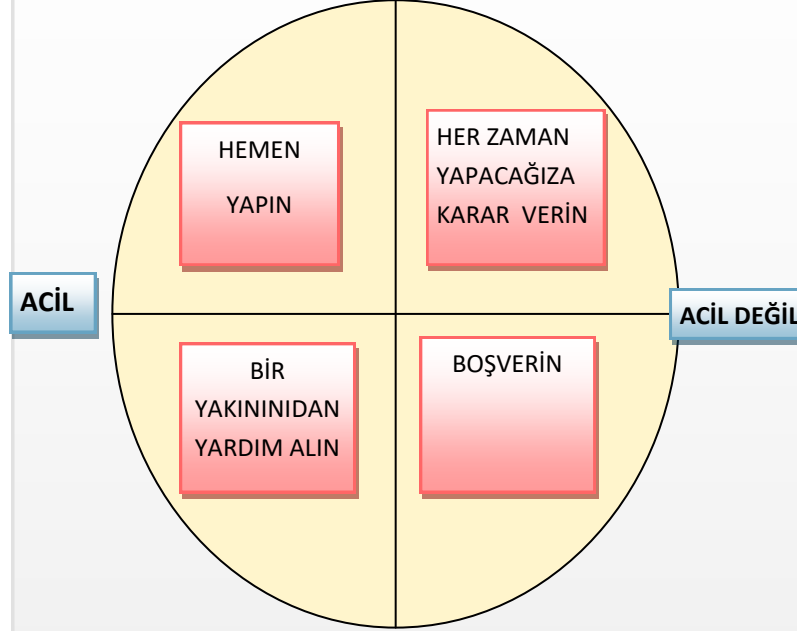 HEMEN
YAPIN
HER ZAMAN
YAPACAĞIZA
KARAR VERİN
ACİL
ACİL DEĞİL
BİR
YAKININIDAN
YARDIM ALIN
BOŞVERİN